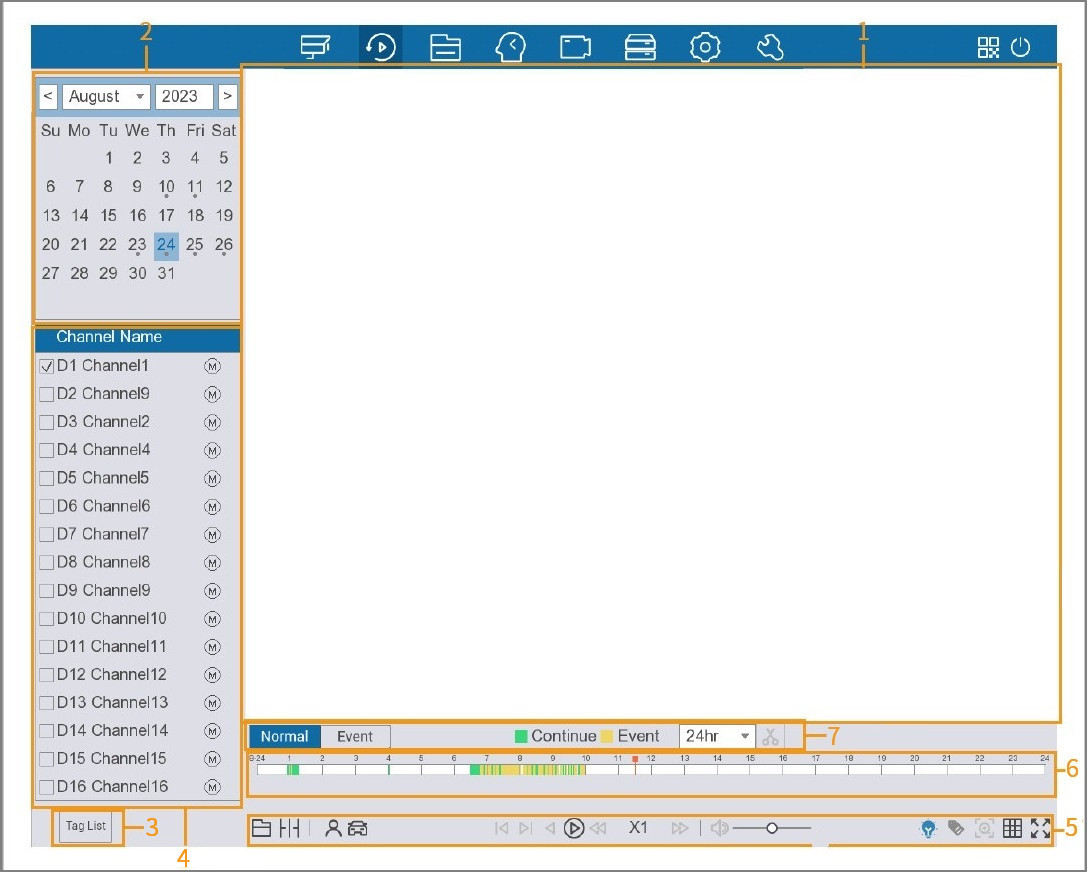 2
1
< August 2023 >
Su Mo Tu We Th Fri Sat
1 2 3 4 5
6 7 8 9 10 11 12
13 14 15 16 17 18 19
20 21 22 23 24 25 26
27 28 29 30 31
Channel Name
D1 Channel1 M
D2 Channel9 M
D3 Channel2 M
D4 Channel4 M
D5 Channel5 M
D6 Channel6 M
D7 Channel7 M
D8 Channel8 M
D9 Channel9 M
D10 Channel10 M
D11 Channel11 M
D12 Channel12 M
D13 Channel13 M
D14 Channel14 M
D15 Channel15 M
D16 Channel16 M
Normal Event Continue Event 24hr 7
1 2 3 4 5 6 7 8 9 10 11 12 13 14 15 16 17 18 19 20 21 22 23 24
6
Tag List 3
X1
5
4